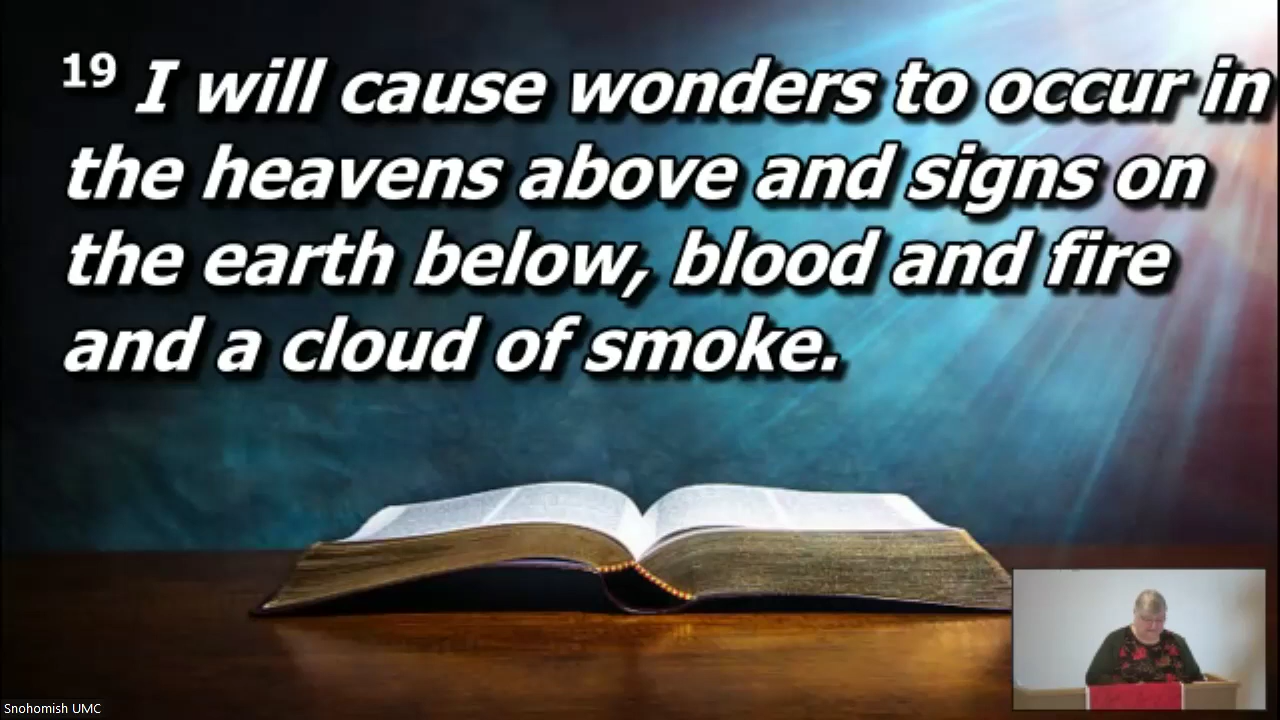 19 I will cause wonders to occur in
the heavens above and signs on
the earth below, blood and fire
and a cloud of smoke.
Snohomish UMC